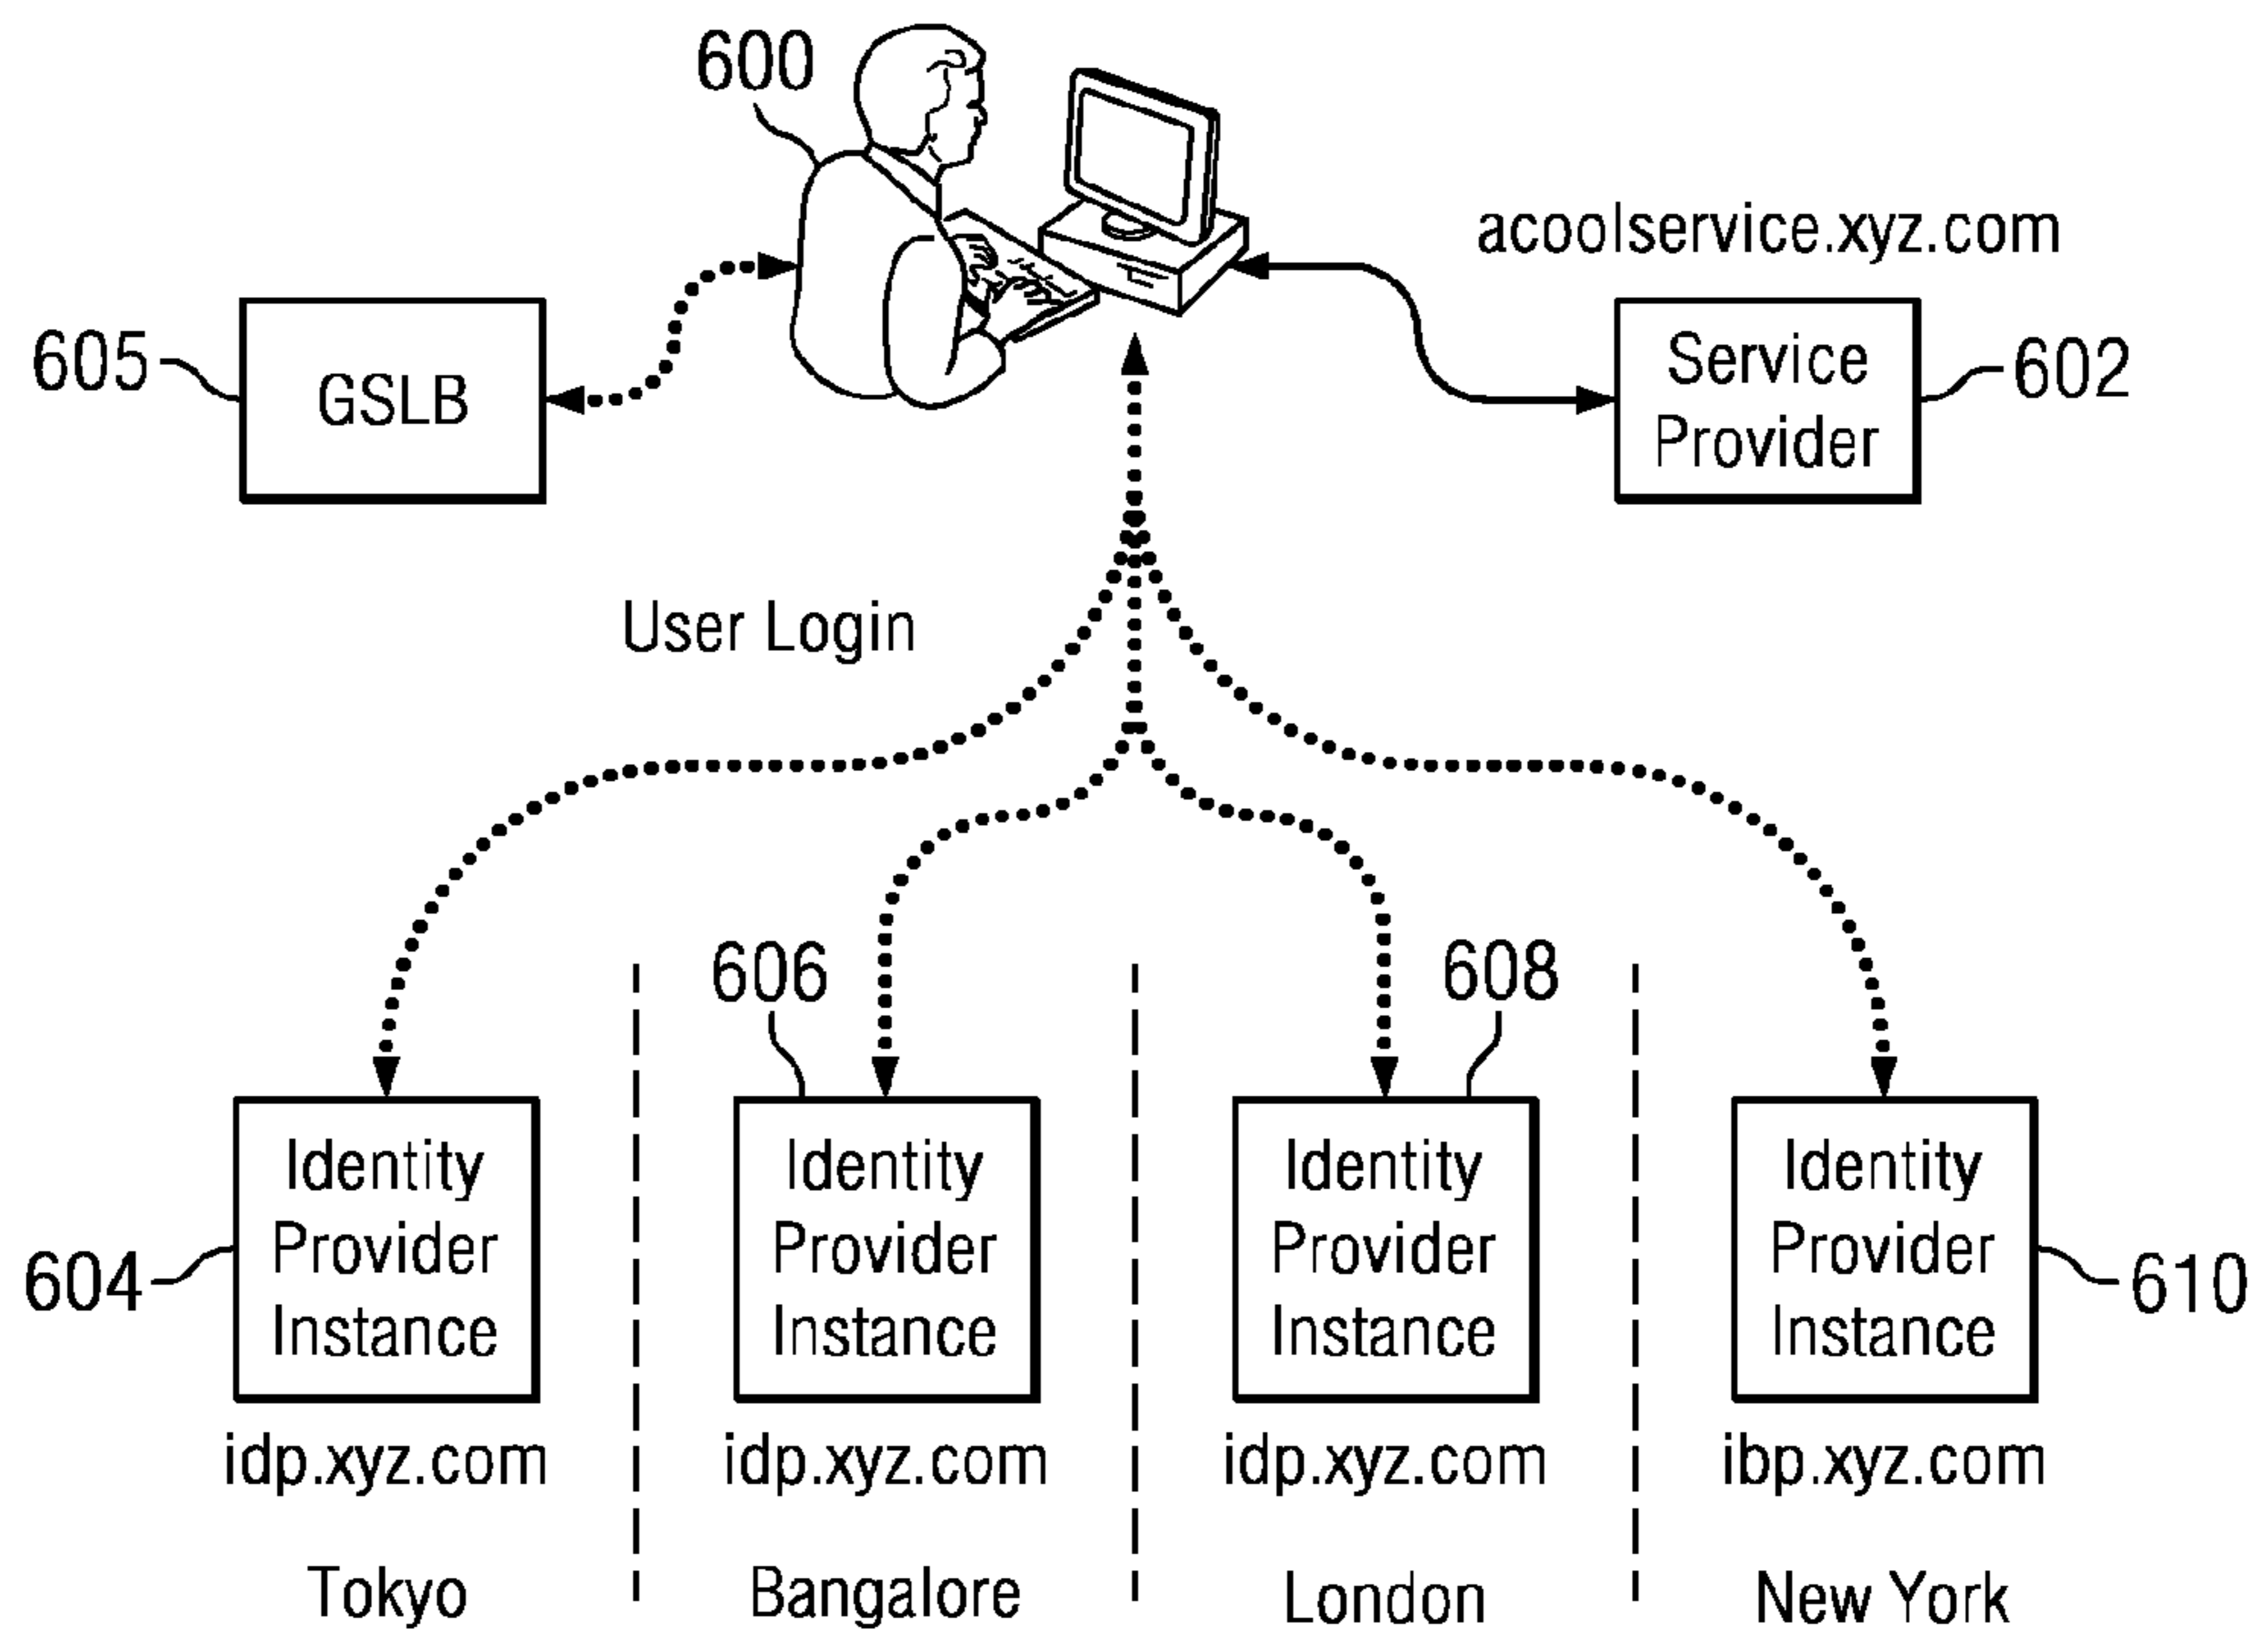 600
acoolservice.xyz.com
605
GSLB
Service
Provider
602
User Login
606
608
Identity
Provider
Instance
Identity
Provider
Instance
Identity
Provider
Instance
Identity
Provider
Instance
604
610
idp.xyz.com
idp.xyz.com
idp.xyz.com
ibp.xyz.com
Tokyo
Bangalore
London
New York